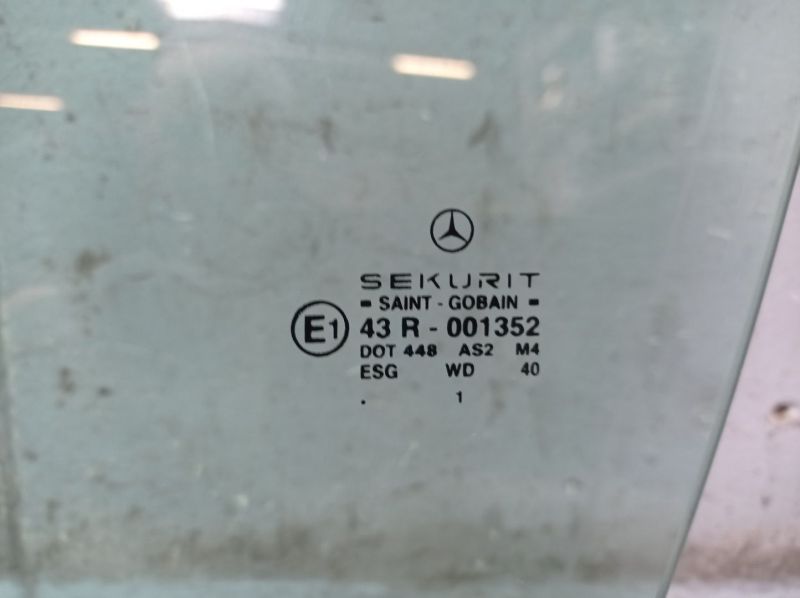 SEKURIT
- SAINT - GOBAIN -
E1 43 R - 001352
DOT 448 AS2 M4
ESG WD 40
. 1